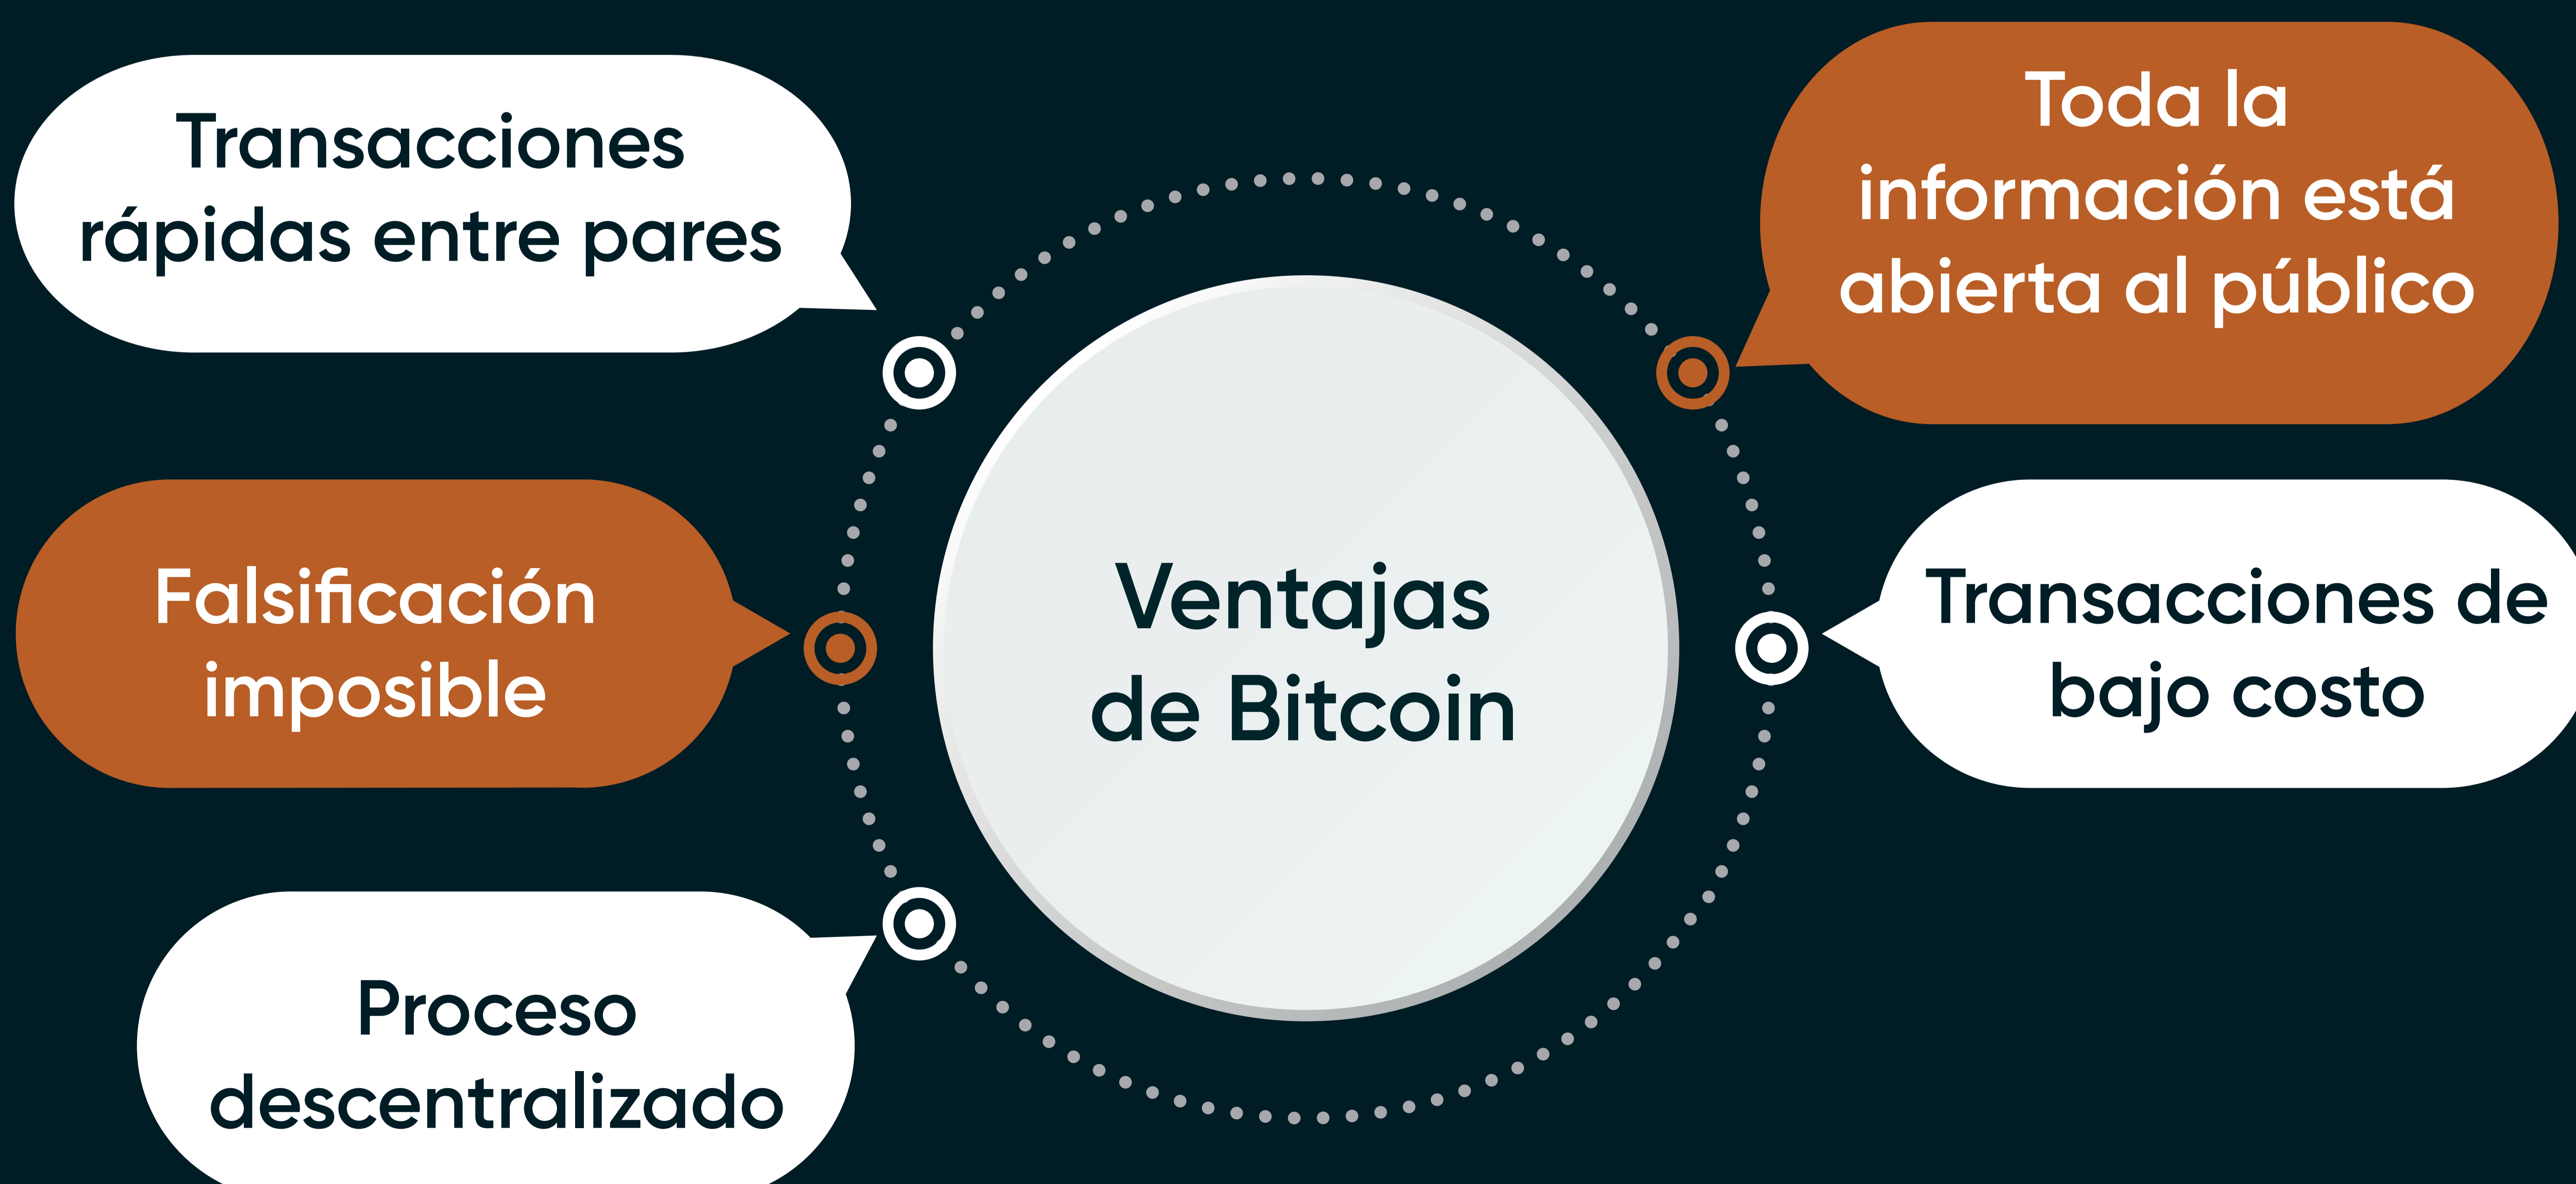 Transacciones
rápidas entre pares
Toda la
información está
abierta al público
Falsificación
imposible
Ventajas
de Bitcoin
Transacciones de
bajo costo
Proceso
descentralizado